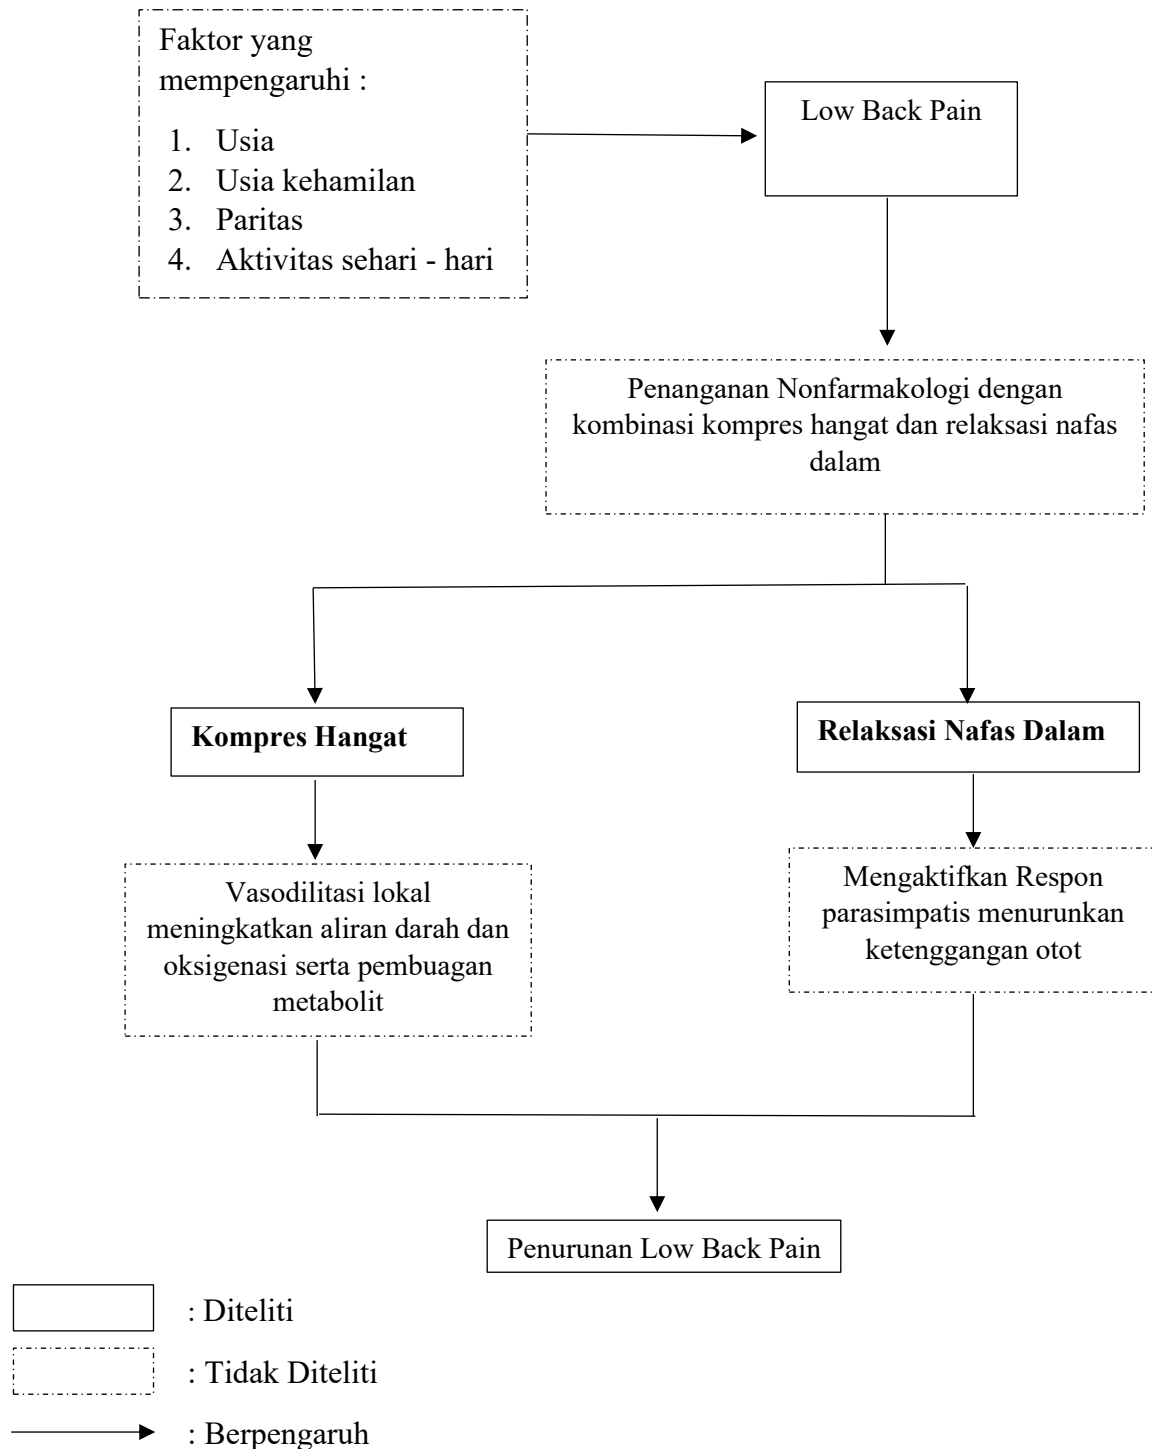 Faktor yang
mempengaruhi :
1. Usia
2. Usia kehamilan
3. Paritas
4. Aktivitas sehari - hari
Low Back Pain
Penanganan Nonfarmakologi dengan
kombinasi kompres hangat dan relaksasi nafas
dalam
Kompres Hangat
Relaksasi Nafas Dalam
Vasodilitasi lokal
meningkatkan aliran darah dan
oksigenasi serta pembuagan
metabolit
Mengaktifkan Respon
parasimpatis menurunkan
ketenggangan otot
Penurunan Low Back Pain
: Diteliti
: Tidak Diteliti
: Berpengaruh